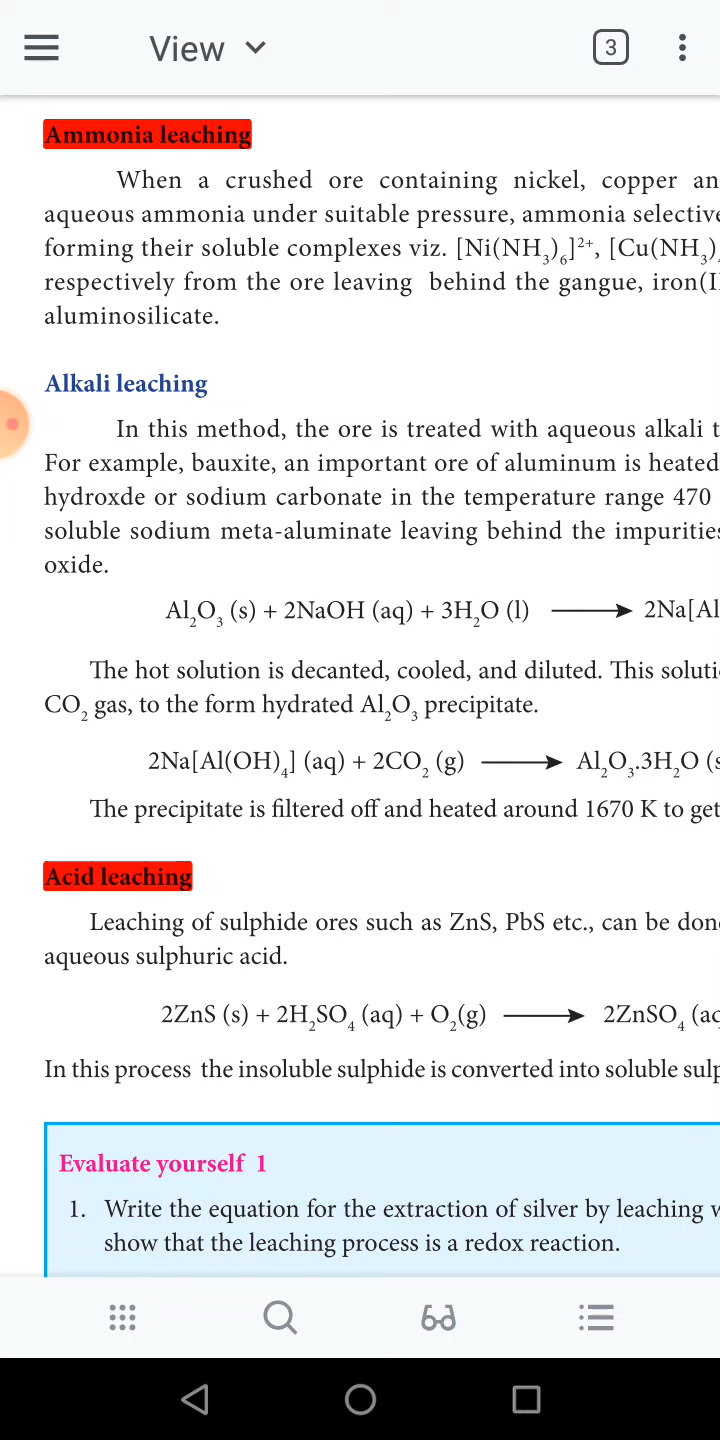 View
3
Ammonia leaching
When a crushed ore containing nickel, copper an
aqueous ammonia under suitable pressure, ammonia selective
forming their soluble complexes viz. [Ni(NH₃)₆]²⁺, [Cu(NH₃)
respectively from the ore leaving behind the gangue, iron(I
aluminosilicate.
Alkali leaching
In this method, the ore is treated with aqueous alkali t
For example, bauxite, an important ore of aluminum is heated
hydroxde or sodium carbonate in the temperature range 470
soluble sodium meta-aluminate leaving behind the impurities
oxide.
Al₂O₃ (s) + 2NaOH (aq) + 3H₂O (l) ⟶ 2Na[Al
The hot solution is decanted, cooled, and diluted. This soluti
CO₂ gas, to the form hydrated Al₂O₃ precipitate.
2Na[Al(OH)₄] (aq) + 2CO₂ (g) ⟶ Al₂O₃.3H₂O (s
The precipitate is filtered off and heated around 1670 K to get
Acid leaching
Leaching of sulphide ores such as ZnS, PbS etc., can be done
aqueous sulphuric acid.
2ZnS (s) + 2H₂SO₄ (aq) + O₂(g) ⟶ 2ZnSO₄ (aq
In this process the insoluble sulphide is converted into soluble sulp
Evaluate yourself 1
1. Write the equation for the extraction of silver by leaching w
show that the leaching process is a redox reaction.